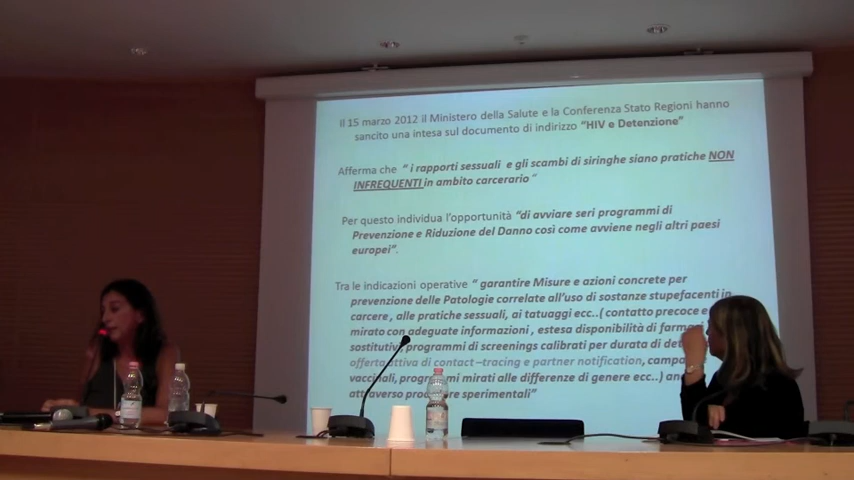 Il 15 marzo 2012 il Ministero della Salute e la Conferenza Stato Regioni hanno
sancito una intesa sul documento di indirizzo "HIV e Detenzione"
Afferma che " i rapporti sessuali e gli scambi di siringhe siano pratiche NON
INFREQUENTI in ambito carcerario "
Per questo individua l'opportunità "di avviare seri programmi di
Prevenzione e Riduzione del Danno così come avviene negli altri paesi
europei".
Tra le indicazioni operative " garantire Misure e azioni concrete per
prevenzione delle Patologie correlate all'uso di sostanze stupefacenti in
carcere , alle pratiche sessuali, ai tatuaggi ecc..( contatto precoce e
mirato con adeguate informazioni , estesa disponibilità di
sostitutivi, programmi di screenings calibrati per durata di
offerta attiva di contact –tracing e partner notification,
vaccinali, mirati alle differenze di genere ecc..)
attraverso sperimentali"